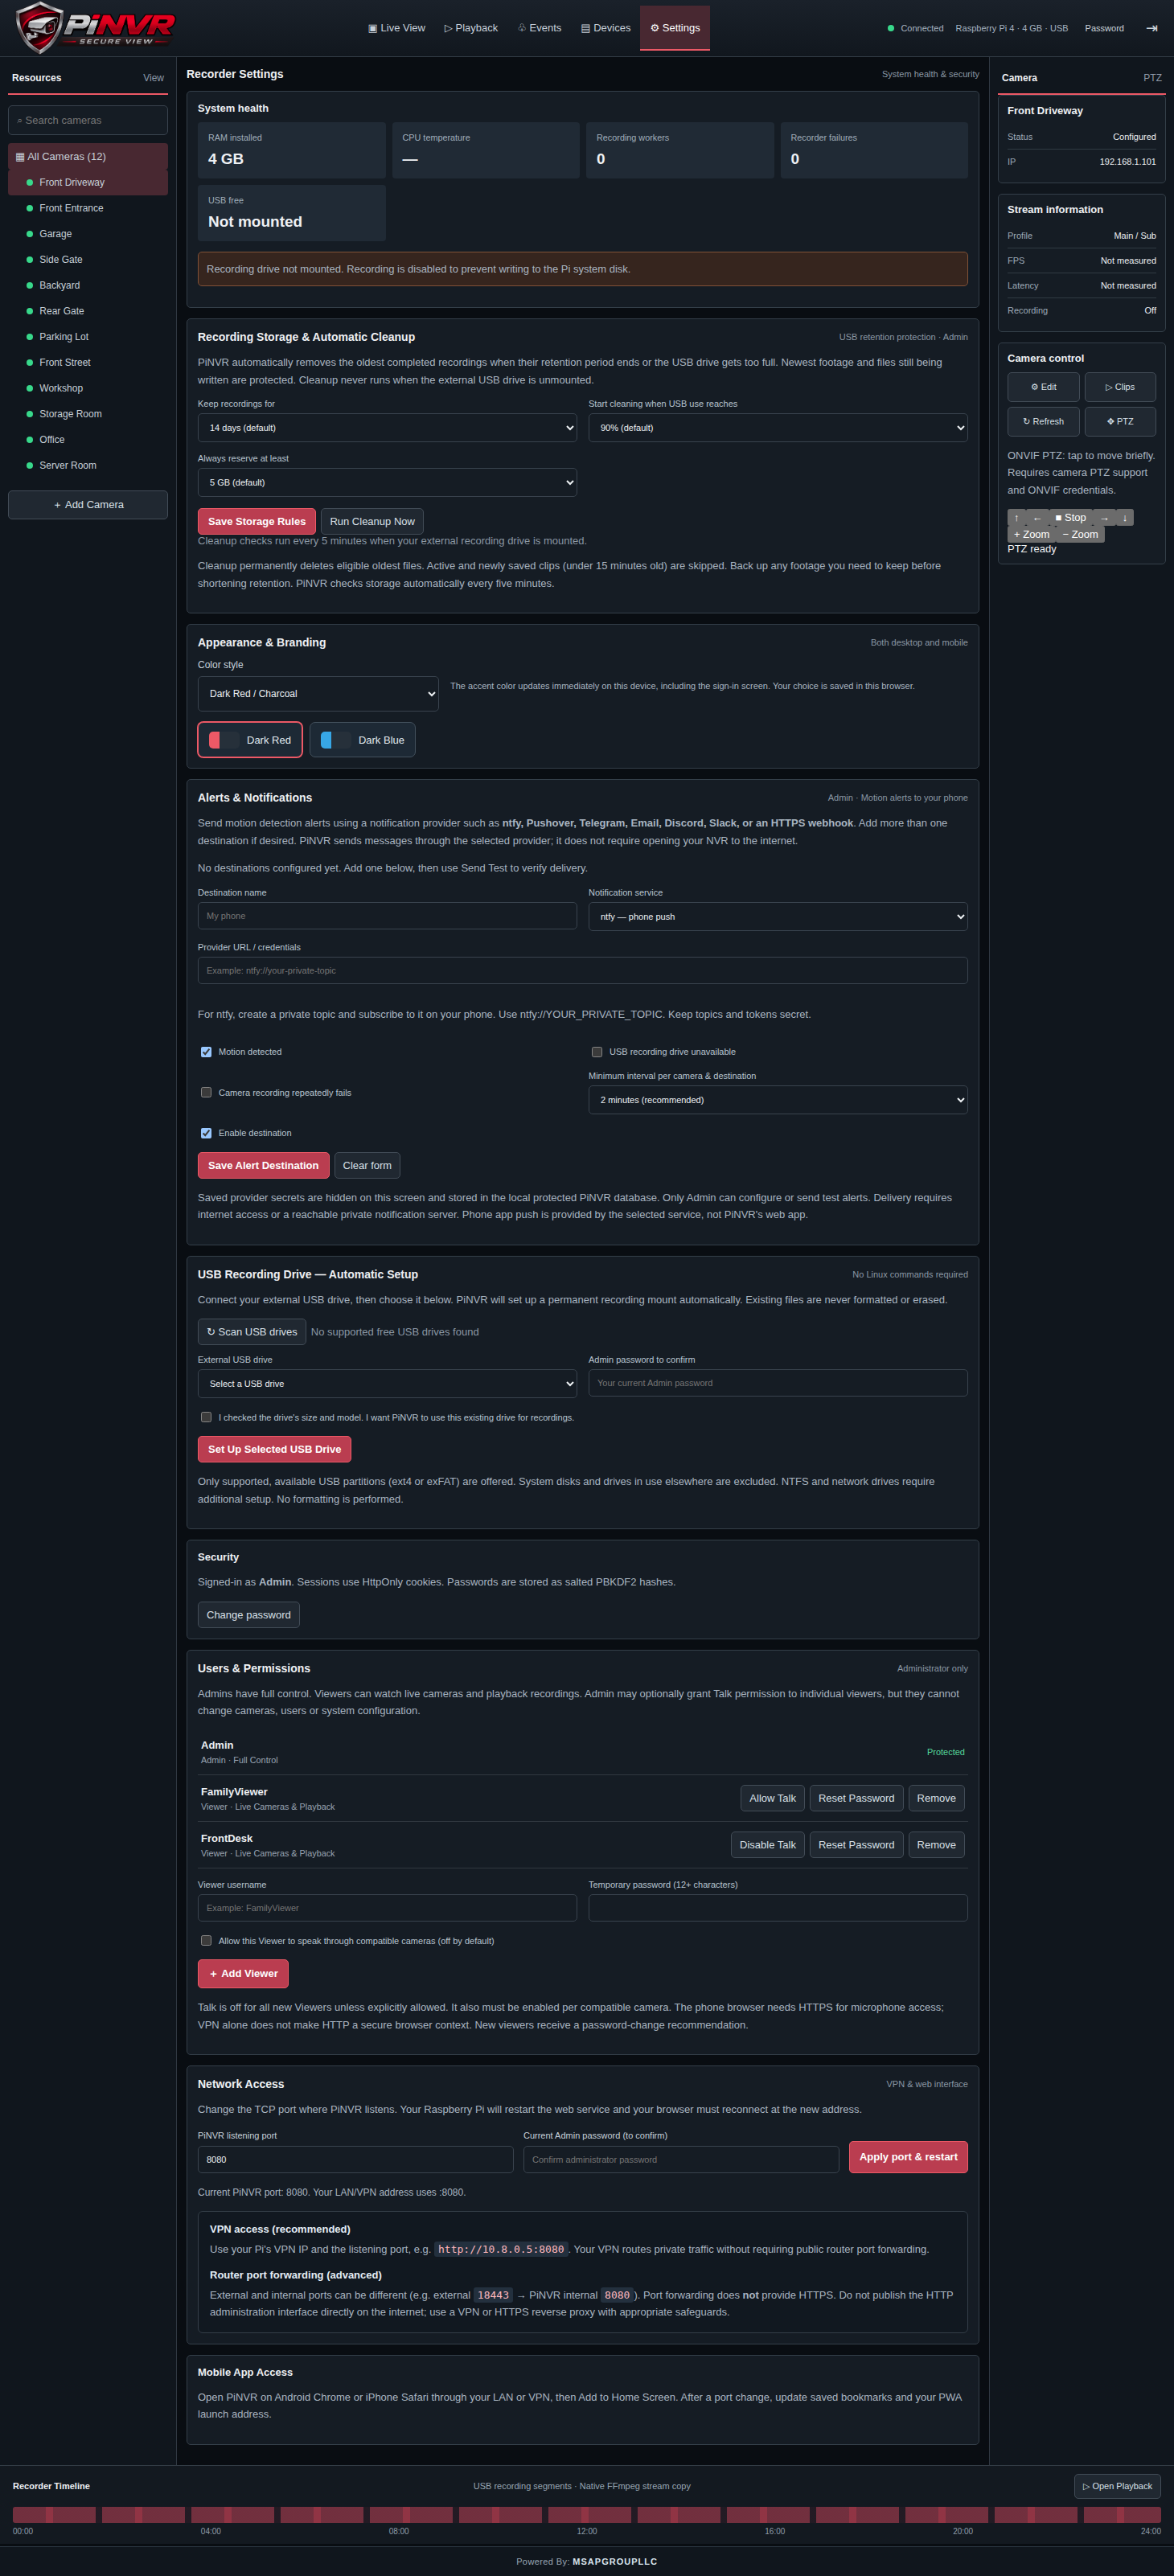 PiNVR
SECURE VIEW
▣ Live View
▷ Playback
♧ Events
▤ Devices
⚙ Settings
Connected
Raspberry Pi 4 · 4 GB · USB
Password
⇥
Resources
View
⌕ Search cameras
▦ All Cameras (12)
Front Driveway
Front Entrance
Garage
Side Gate
Backyard
Rear Gate
Parking Lot
Front Street
Workshop
Storage Room
Office
Server Room
＋ Add Camera
Recorder Settings
System health & security
System health
RAM installed
4 GB
CPU temperature
—
Recording workers
0
Recorder failures
0
USB free
Not mounted
Recording drive not mounted. Recording is disabled to prevent writing to the Pi system disk.
Recording Storage & Automatic Cleanup
USB retention protection · Admin
PiNVR automatically removes the oldest completed recordings when their retention period ends or the USB drive gets too full. Newest footage and files still being
written are protected. Cleanup never runs when the external USB drive is unmounted.
Keep recordings for
Start cleaning when USB use reaches
14 days (default)
90% (default)
Always reserve at least
5 GB (default)
Save Storage Rules
Run Cleanup Now
Cleanup checks run every 5 minutes when your external recording drive is mounted.
Cleanup permanently deletes eligible oldest files. Active and newly saved clips (under 15 minutes old) are skipped. Back up any footage you need to keep before
shortening retention. PiNVR checks storage automatically every five minutes.
Appearance & Branding
Both desktop and mobile
Color style
Dark Red / Charcoal
The accent color updates immediately on this device, including the sign-in screen. Your choice is saved in this browser.
Dark Red
Dark Blue
Alerts & Notifications
Admin · Motion alerts to your phone
Send motion detection alerts using a notification provider such as ntfy, Pushover, Telegram, Email, Discord, Slack, or an HTTPS webhook. Add more than one
destination if desired. PiNVR sends messages through the selected provider; it does not require opening your NVR to the internet.
No destinations configured yet. Add one below, then use Send Test to verify delivery.
Destination name
Notification service
My phone
ntfy — phone push
Provider URL / credentials
Example: ntfy://your-private-topic
For ntfy, create a private topic and subscribe to it on your phone. Use ntfy://YOUR_PRIVATE_TOPIC. Keep topics and tokens secret.
Motion detected
USB recording drive unavailable
Camera recording repeatedly fails
Minimum interval per camera & destination
2 minutes (recommended)
Enable destination
Save Alert Destination
Clear form
Saved provider secrets are hidden on this screen and stored in the local protected PiNVR database. Only Admin can configure or send test alerts. Delivery requires
internet access or a reachable private notification server. Phone app push is provided by the selected service, not PiNVR's web app.
USB Recording Drive — Automatic Setup
No Linux commands required
Connect your external USB drive, then choose it below. PiNVR will set up a permanent recording mount automatically. Existing files are never formatted or erased.
↻ Scan USB drives
No supported free USB drives found
External USB drive
Admin password to confirm
Select a USB drive
Your current Admin password
I checked the drive's size and model. I want PiNVR to use this existing drive for recordings.
Set Up Selected USB Drive
Only supported, available USB partitions (ext4 or exFAT) are offered. System disks and drives in use elsewhere are excluded. NTFS and network drives require
additional setup. No formatting is performed.
Security
Signed-in as Admin. Sessions use HttpOnly cookies. Passwords are stored as salted PBKDF2 hashes.
Change password
Users & Permissions
Administrator only
Admins have full control. Viewers can watch live cameras and playback recordings. Admin may optionally grant Talk permission to individual viewers, but they cannot
change cameras, users or system configuration.
Admin
Admin · Full Control
Protected
FamilyViewer
Viewer · Live Cameras & Playback
Allow Talk
Reset Password
Remove
FrontDesk
Viewer · Live Cameras & Playback
Disable Talk
Reset Password
Remove
Viewer username
Temporary password (12+ characters)
Example: FamilyViewer
Allow this Viewer to speak through compatible cameras (off by default)
＋ Add Viewer
Talk is off for all new Viewers unless explicitly allowed. It also must be enabled per compatible camera. The phone browser needs HTTPS for microphone access;
VPN alone does not make HTTP a secure browser context. New viewers receive a password-change recommendation.
Network Access
VPN & web interface
Change the TCP port where PiNVR listens. Your Raspberry Pi will restart the web service and your browser must reconnect at the new address.
PiNVR listening port
Current Admin password (to confirm)
8080
Confirm administrator password
Apply port & restart
Current PiNVR port: 8080. Your LAN/VPN address uses :8080.
VPN access (recommended)
Use your Pi's VPN IP and the listening port, e.g. http://10.8.0.5:8080. Your VPN routes private traffic without requiring public router port forwarding.
Router port forwarding (advanced)
External and internal ports can be different (e.g. external 18443 → PiNVR internal 8080). Port forwarding does not provide HTTPS. Do not publish the HTTP
administration interface directly on the internet; use a VPN or HTTPS reverse proxy with appropriate safeguards.
Mobile App Access
Open PiNVR on Android Chrome or iPhone Safari through your LAN or VPN, then Add to Home Screen. After a port change, update saved bookmarks and your PWA
launch address.
Camera
PTZ
Front Driveway
Status
Configured
IP
192.168.1.101
Stream information
Profile
Main / Sub
FPS
Not measured
Latency
Not measured
Recording
Off
Camera control
⚙ Edit
▷ Clips
↻ Refresh
✥ PTZ
ONVIF PTZ: tap to move briefly.
Requires camera PTZ support
and ONVIF credentials.
↑ ← ■ Stop → ↓
+ Zoom − Zoom
PTZ ready
Recorder Timeline
USB recording segments · Native FFmpeg stream copy
▷ Open Playback
00:00
04:00
08:00
12:00
16:00
20:00
24:00
Powered By: MSAPGROUPLLC